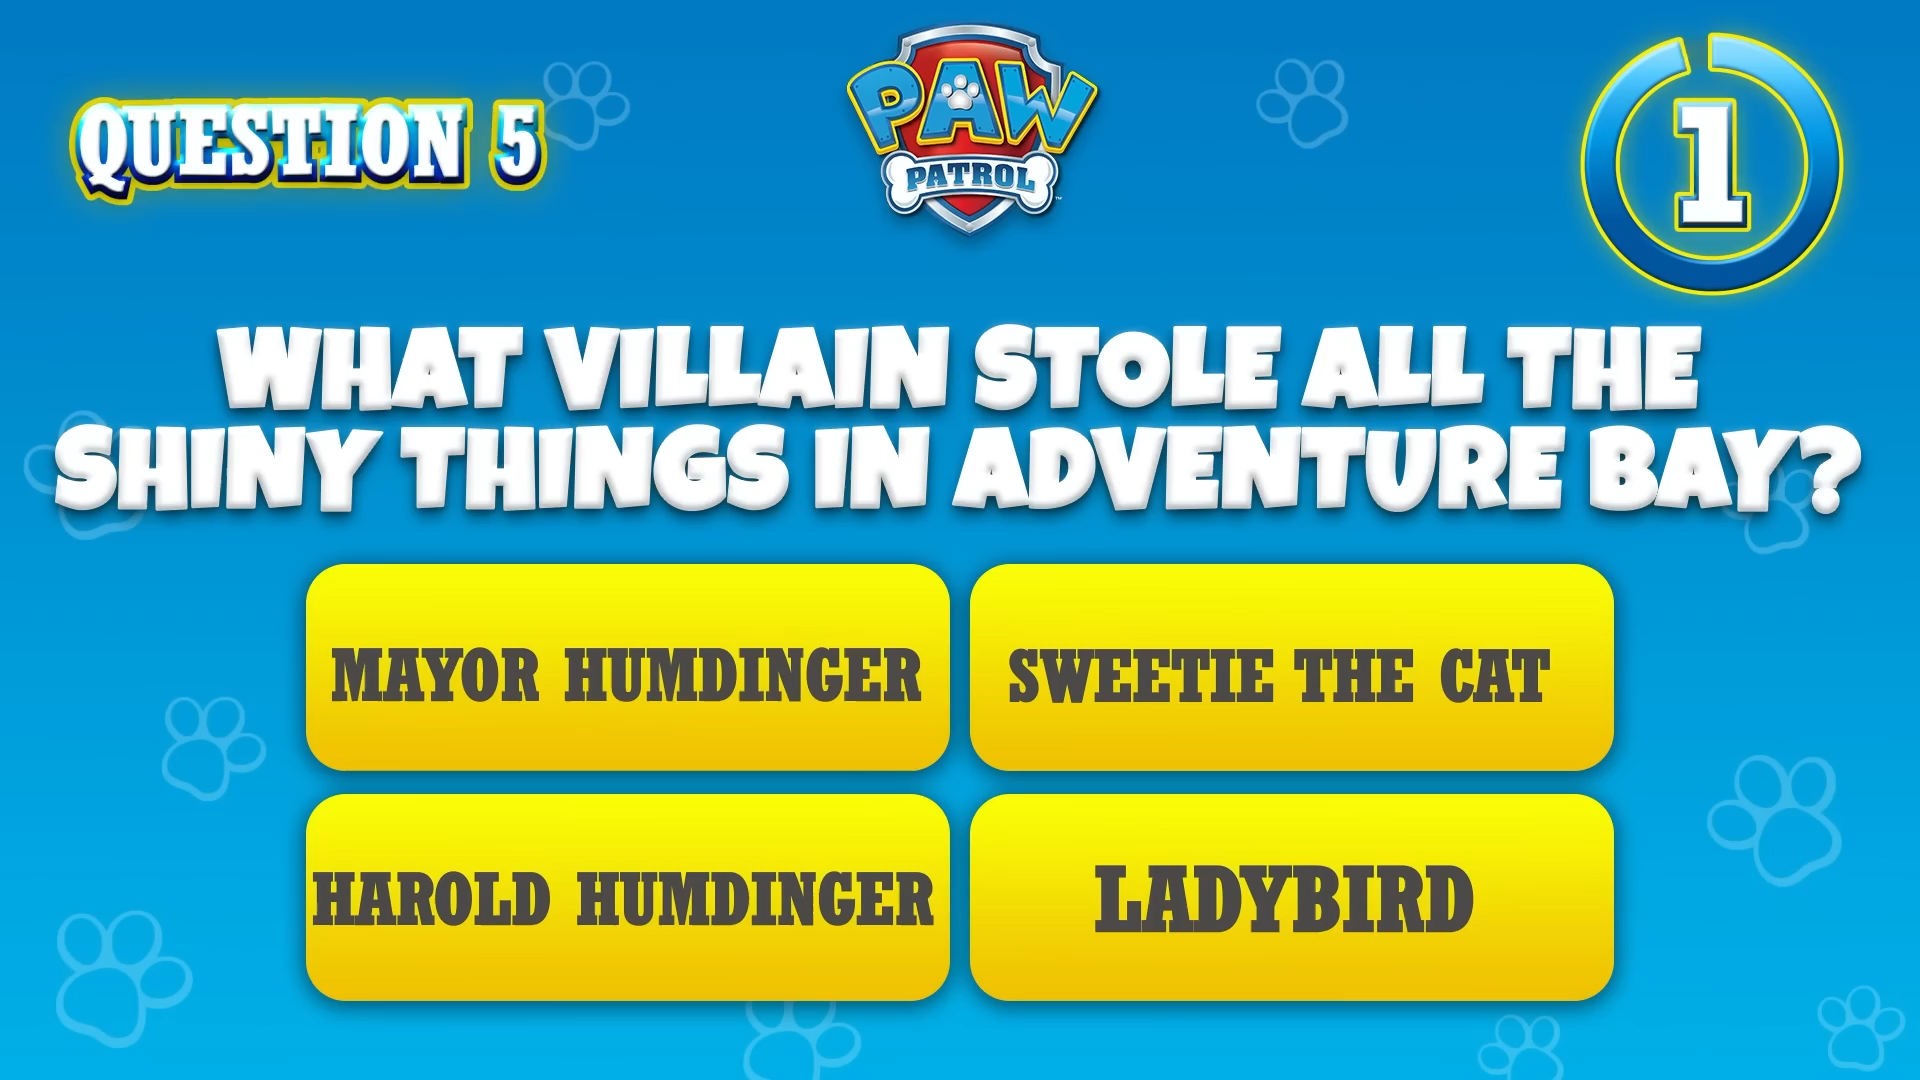 QUESTION 5
PAW
PATROL
TM
1
WHAT VILLAIN STOLE ALL THE
SHINY THINGS IN ADVENTURE BAY?
MAYOR HUMDINGER
SWEETIE THE CAT
HAROLD HUMDINGER
LADYBIRD